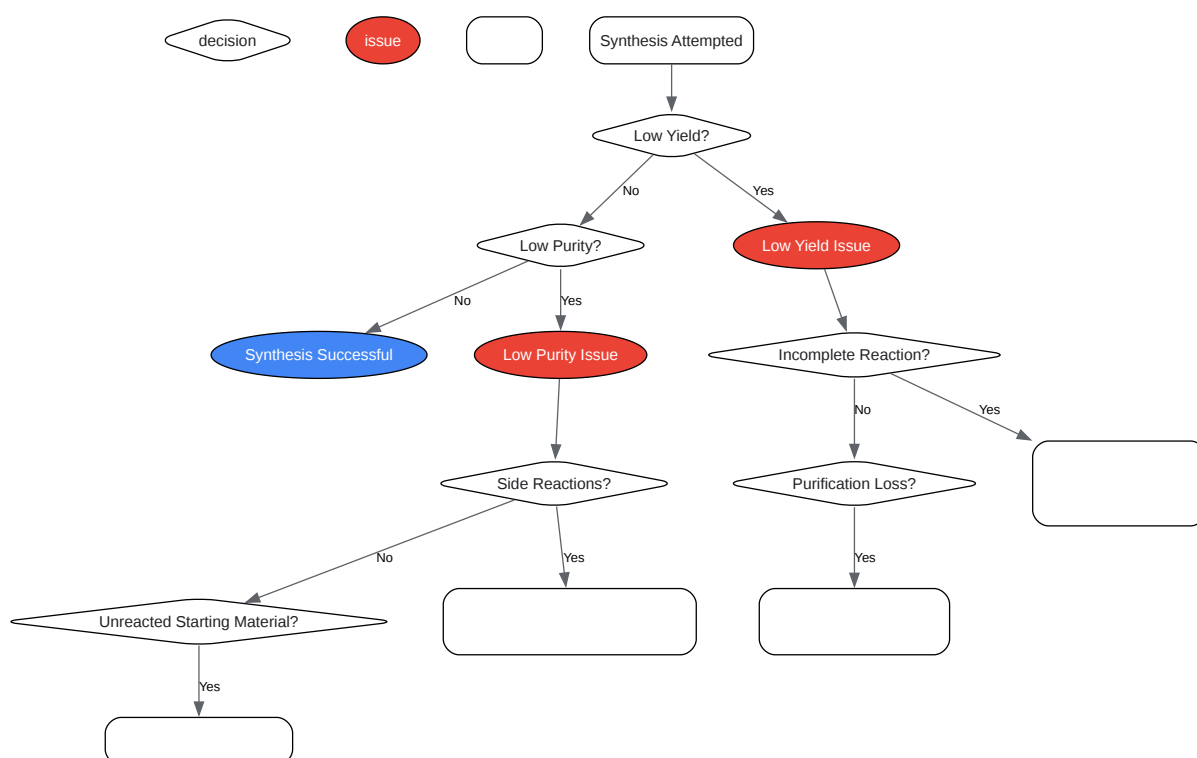 decision
issue
Synthesis Attempted
Low Yield?
No
Yes
Low Purity?
Low Yield Issue
No
Yes
Synthesis Successful
Low Purity Issue
Incomplete Reaction?
No
Yes
Side Reactions?
Purification Loss?
No
Yes
Yes
Unreacted Starting Material?
Yes